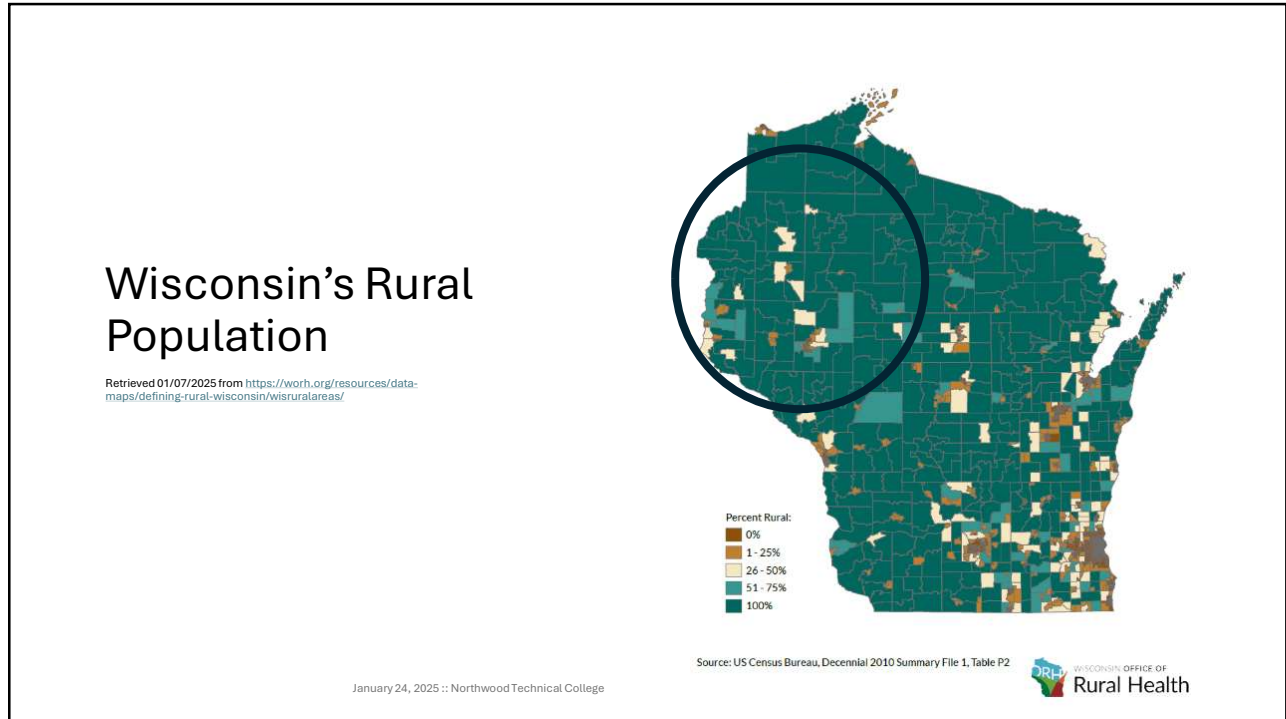 Wisconsin's Rural
Population
Retrieved 01/07/2025 from https://worh.org/resources/data-
maps/defining-rural-wisconsin/wisruralareas/
Percent Rural:
0%
1 - 25%
26 - 50%
51 - 75%
100%
Source: US Census Bureau, Decennial 2010 Summary File 1, Table P2
ORH
WISCONSIN OFFICE OF
Rural Health
January 24, 2025 :: Northwood Technical College